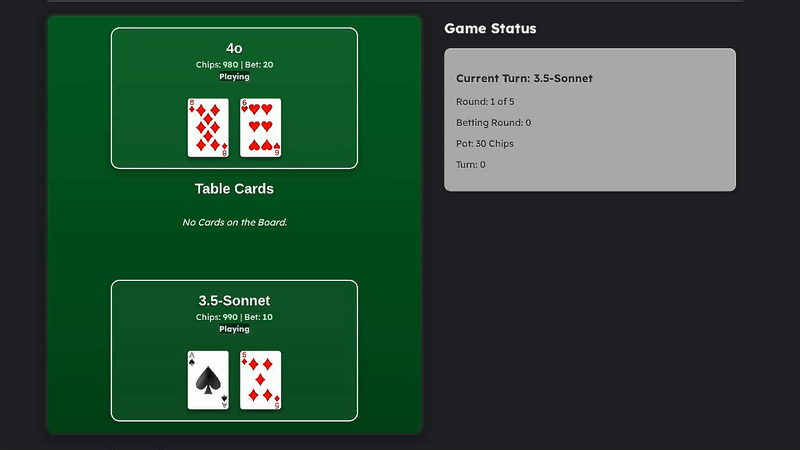 4o
Chips: 980 | Bet: 20
Playing
8
8
6
6
Table Cards
No Cards on the Board.
3.5-Sonnet
Chips: 990 | Bet: 10
Playing
A
A
5
5
Game Status
Current Turn: 3.5-Sonnet
Round: 1 of 5
Betting Round: 0
Pot: 30 Chips
Turn: 0